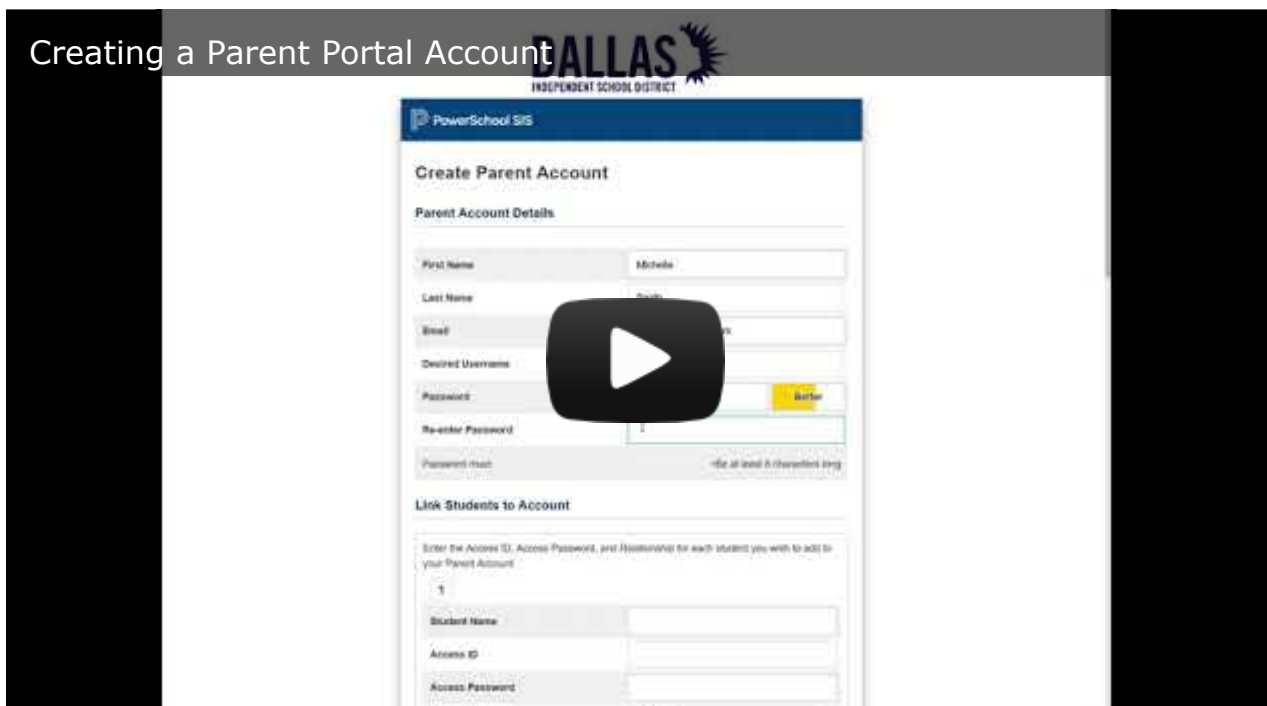 Creating a Parent Portal Account
DALLAS
INDEPENDENT SCHOOL DISTRICT
PowerSchool SIS
Create Parent Account
Parent Account Details
First Name Michelle
Last Name
Email
Desired Username
Password Better
Re-enter Password
Password must: •Be at least 8 characters long
Link Students to Account
Enter the Access ID, Access Password, and Relationship for each student you wish to add to
your Parent Account
1
Student Name
Access ID
Access Password